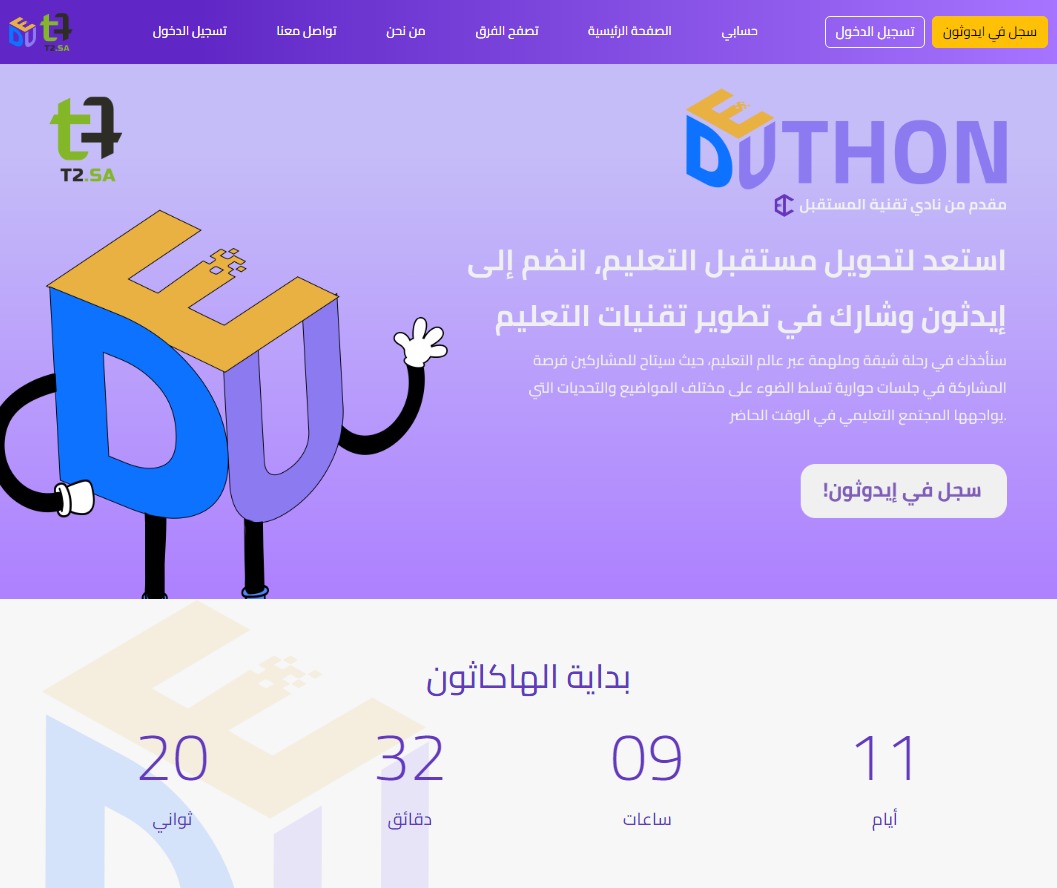 سجل في ايدوثون
تسجيل الدخول
حسابي
الصفحة الرئيسية
تصفح الفرق
من نحن
تواصل معنا
تسجيل الدخول
T2.SA
EDUTHON
T2.SA
مقدم من نادي تقنية المستقبل
استعد لتحويل مستقبل التعليم، انضم إلى
إيدثون وشارك في تطوير تقنيات التعليم
سنأخذك في رحلة شيقة وملهمة عبر عالم التعليم، حيث سيتاح للمشاركين فرصة
المشاركة في جلسات حوارية تسلط الضوء على مختلف المواضيع والتحديات التي
.يواجهها المجتمع التعليمي في الوقت الحاضر
سجل في إيدوثون!
بداية الهاكاثون
11 09 32 20
أيام ساعات دقائق ثواني